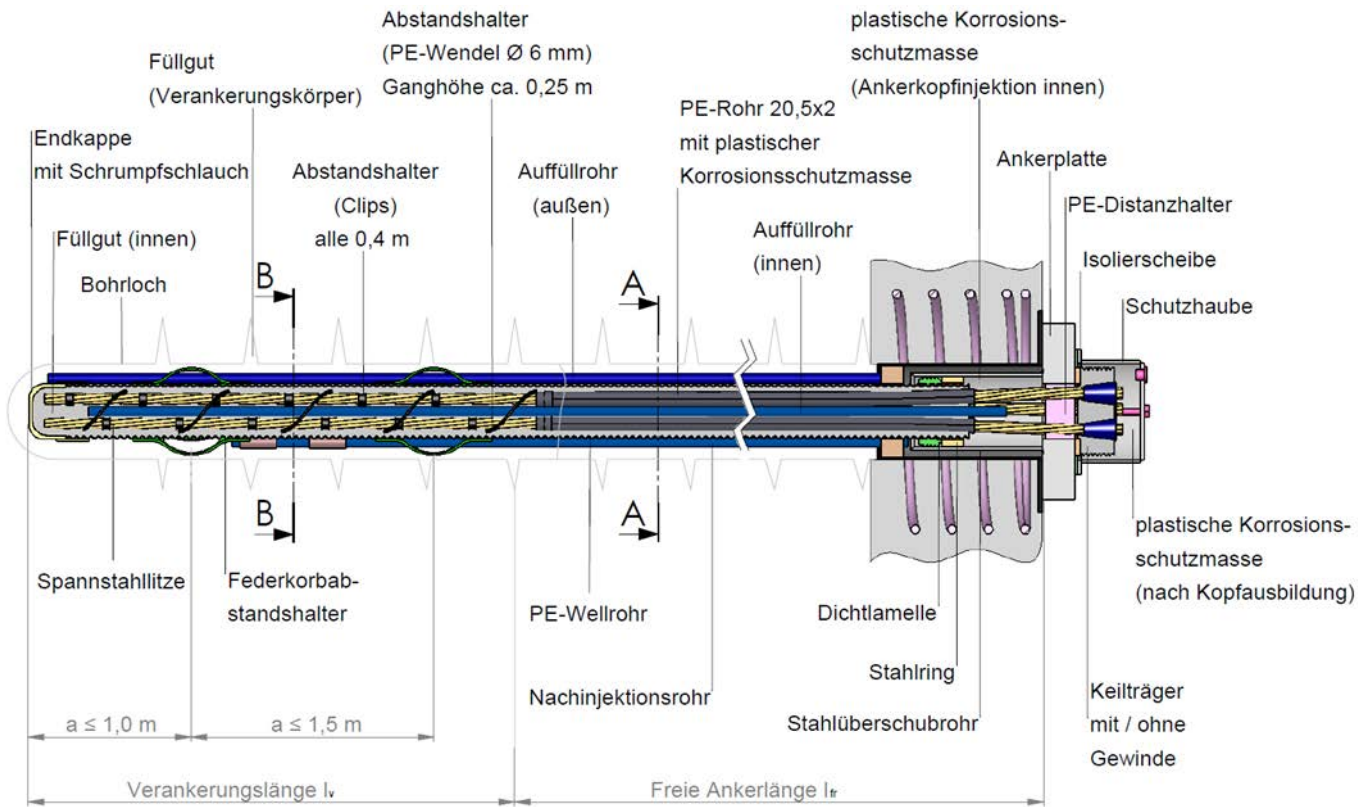 Abstandshalter
(PE-Wendel Ø 6 mm)
Ganghöhe ca. 0,25 m
plastische Korrosions-
schutzmasse
(Ankerkopfinjektion innen)
Füllgut
(Verankerungskörper)
PE-Rohr 20,5x2
mit plastischer
Korrosionsschutzmasse
Endkappe
mit Schrumpfschlauch
Abstandshalter
(Clips)
alle 0,4 m
Auffüllrohr
(außen)
Ankerplatte
PE-Distanzhalter
Füllgut (innen)
Auffüllrohr
(innen)
Isolierscheibe
Bohrloch
Schutzhaube
B
A
B
A
Spannstahllitze
Federkorbab-
standshalter
PE-Wellrohr
Nachinjektionsrohr
Dichtlamelle
Stahlring
Stahlüberschubrohr
plastische Korrosions-
schutzmasse
(nach Kopfausbildung)
Keilträger
mit / ohne
Gewinde
a ≤ 1,0 m
a ≤ 1,5 m
Verankerungslänge lv
Freie Ankerlänge lfr